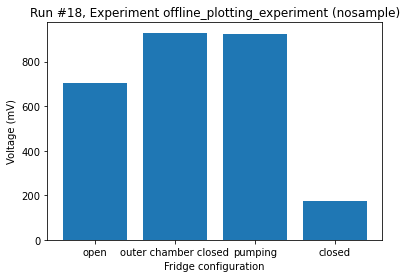 Run #18, Experiment offline_plotting_experiment (nosample)
Voltage (mV)
800
600
400
200
0
open outer chamber closed pumping closed
Fridge configuration